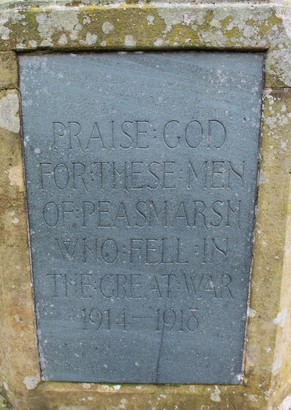 PRAISE:GOD
FOR:THESE:MEN
OF:PEASMARSH
WHO:FELL:IN
THE:GREAT:WAR
1914-1918